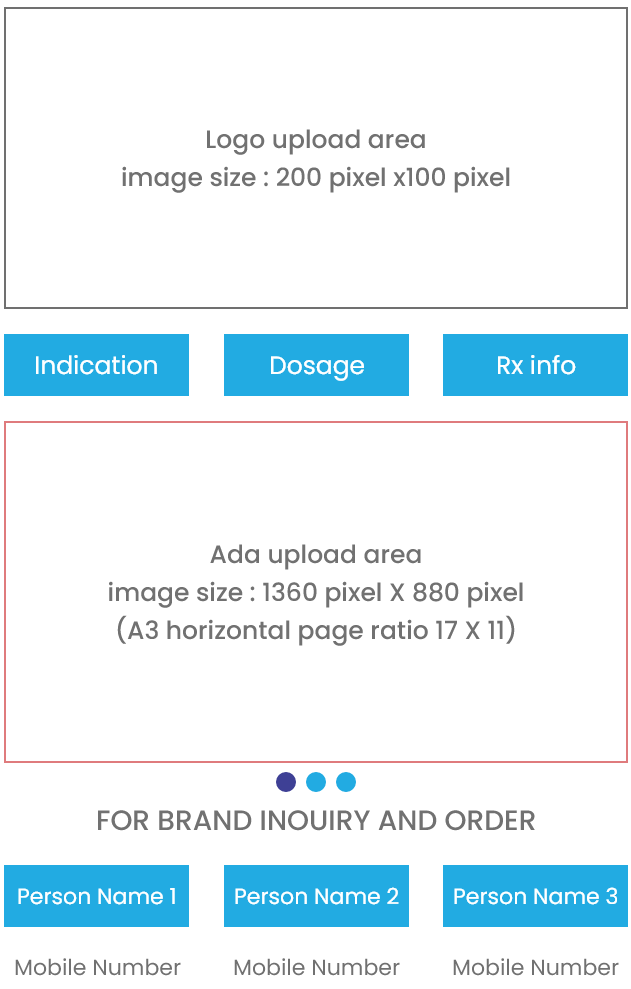 Logo upload area
image size : 200 pixel x100 pixel
Indication
Dosage
Rx info
Ada upload area
image size : 1360 pixel X 880 pixel
(A3 horizontal page ratio 17 X 11)
FOR BRAND INOUIRY AND ORDER
Person Name 1
Person Name 2
Person Name 3
Mobile Number
Mobile Number
Mobile Number